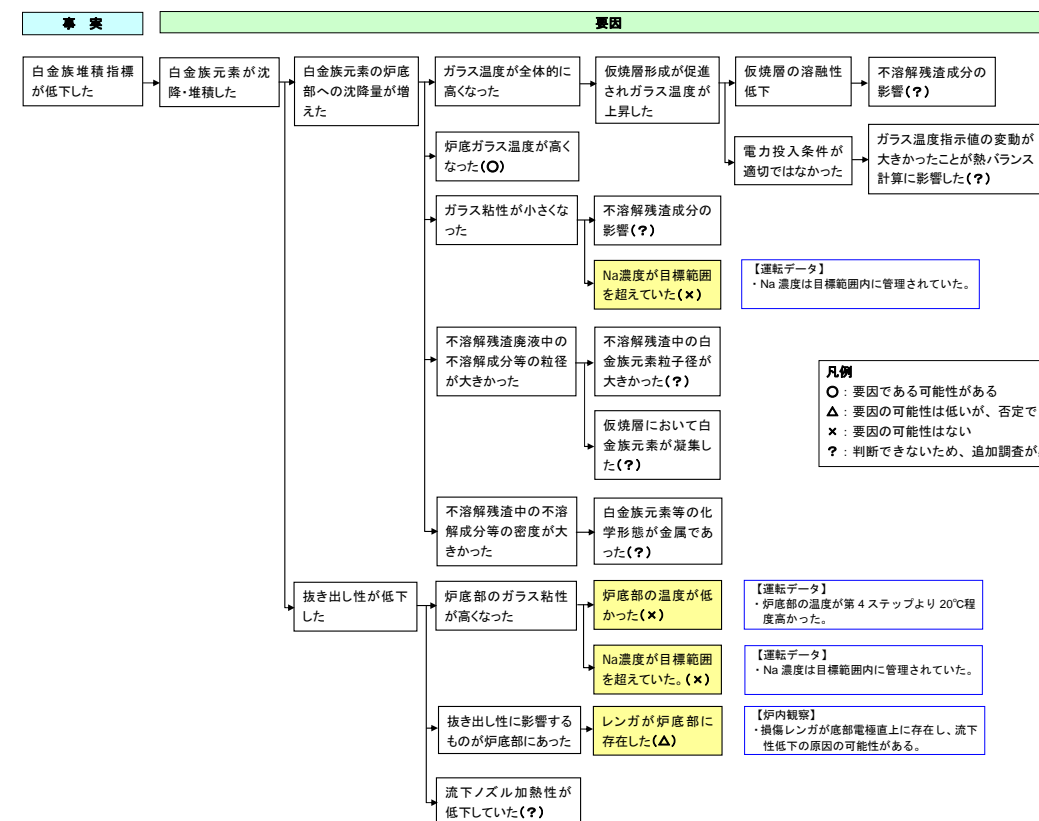 事 実
要因
白金族堆積指標
が低下した
白金族元素が沈
降・堆積した
白金族元素の炉底
部への沈降量が増
えた
ガラス温度が全体的に
高くなった
仮焼層形成が促進
されガラス温度が
上昇した
仮焼層の溶融性
低下
不溶解残渣成分の
影響(?)
電力投入条件が
適切ではなかった
ガラス温度指示値の変動が
大きかったことが熱バランス
計算に影響した(?)
炉底ガラス温度が高く
なった(○)
ガラス粘性が小さくな
った
不溶解残渣成分の
影響(?)
Na濃度が目標範囲
を超えていた(×)
【運転データ】
・Na 濃度は目標範囲内に管理されていた。
不溶解残渣廃液中の
不溶解成分等の粒径
が大きかった
不溶解残渣中の白
金族元素粒子径が
大きかった(?)
仮焼層において白
金族元素が凝集し
た(?)
凡例
○：要因である可能性がある
△：要因の可能性は低いが、否定で
×：要因の可能性はない
?：判断できないため、追加調査が
不溶解残渣中の不溶
解成分等の密度が大
きかった
白金族元素等の化
学形態が金属であ
った(?)
抜き出し性が低下
した
炉底部のガラス粘性
が高くなった
炉底部の温度が低
かった(×)
【運転データ】
・炉底部の温度が第 4 ステップより 20℃程
度高かった。
Na濃度が目標範囲
を超えていた。(×)
【運転データ】
・Na 濃度は目標範囲内に管理されていた。
抜き出し性に影響する
ものが炉底部にあった
レンガが炉底部に
存在した(△)
【炉内観察】
・損傷レンガが底部電極直上に存在し、流下
性低下の原因の可能性がある。
流下ノズル加熱性が
低下していた(?)